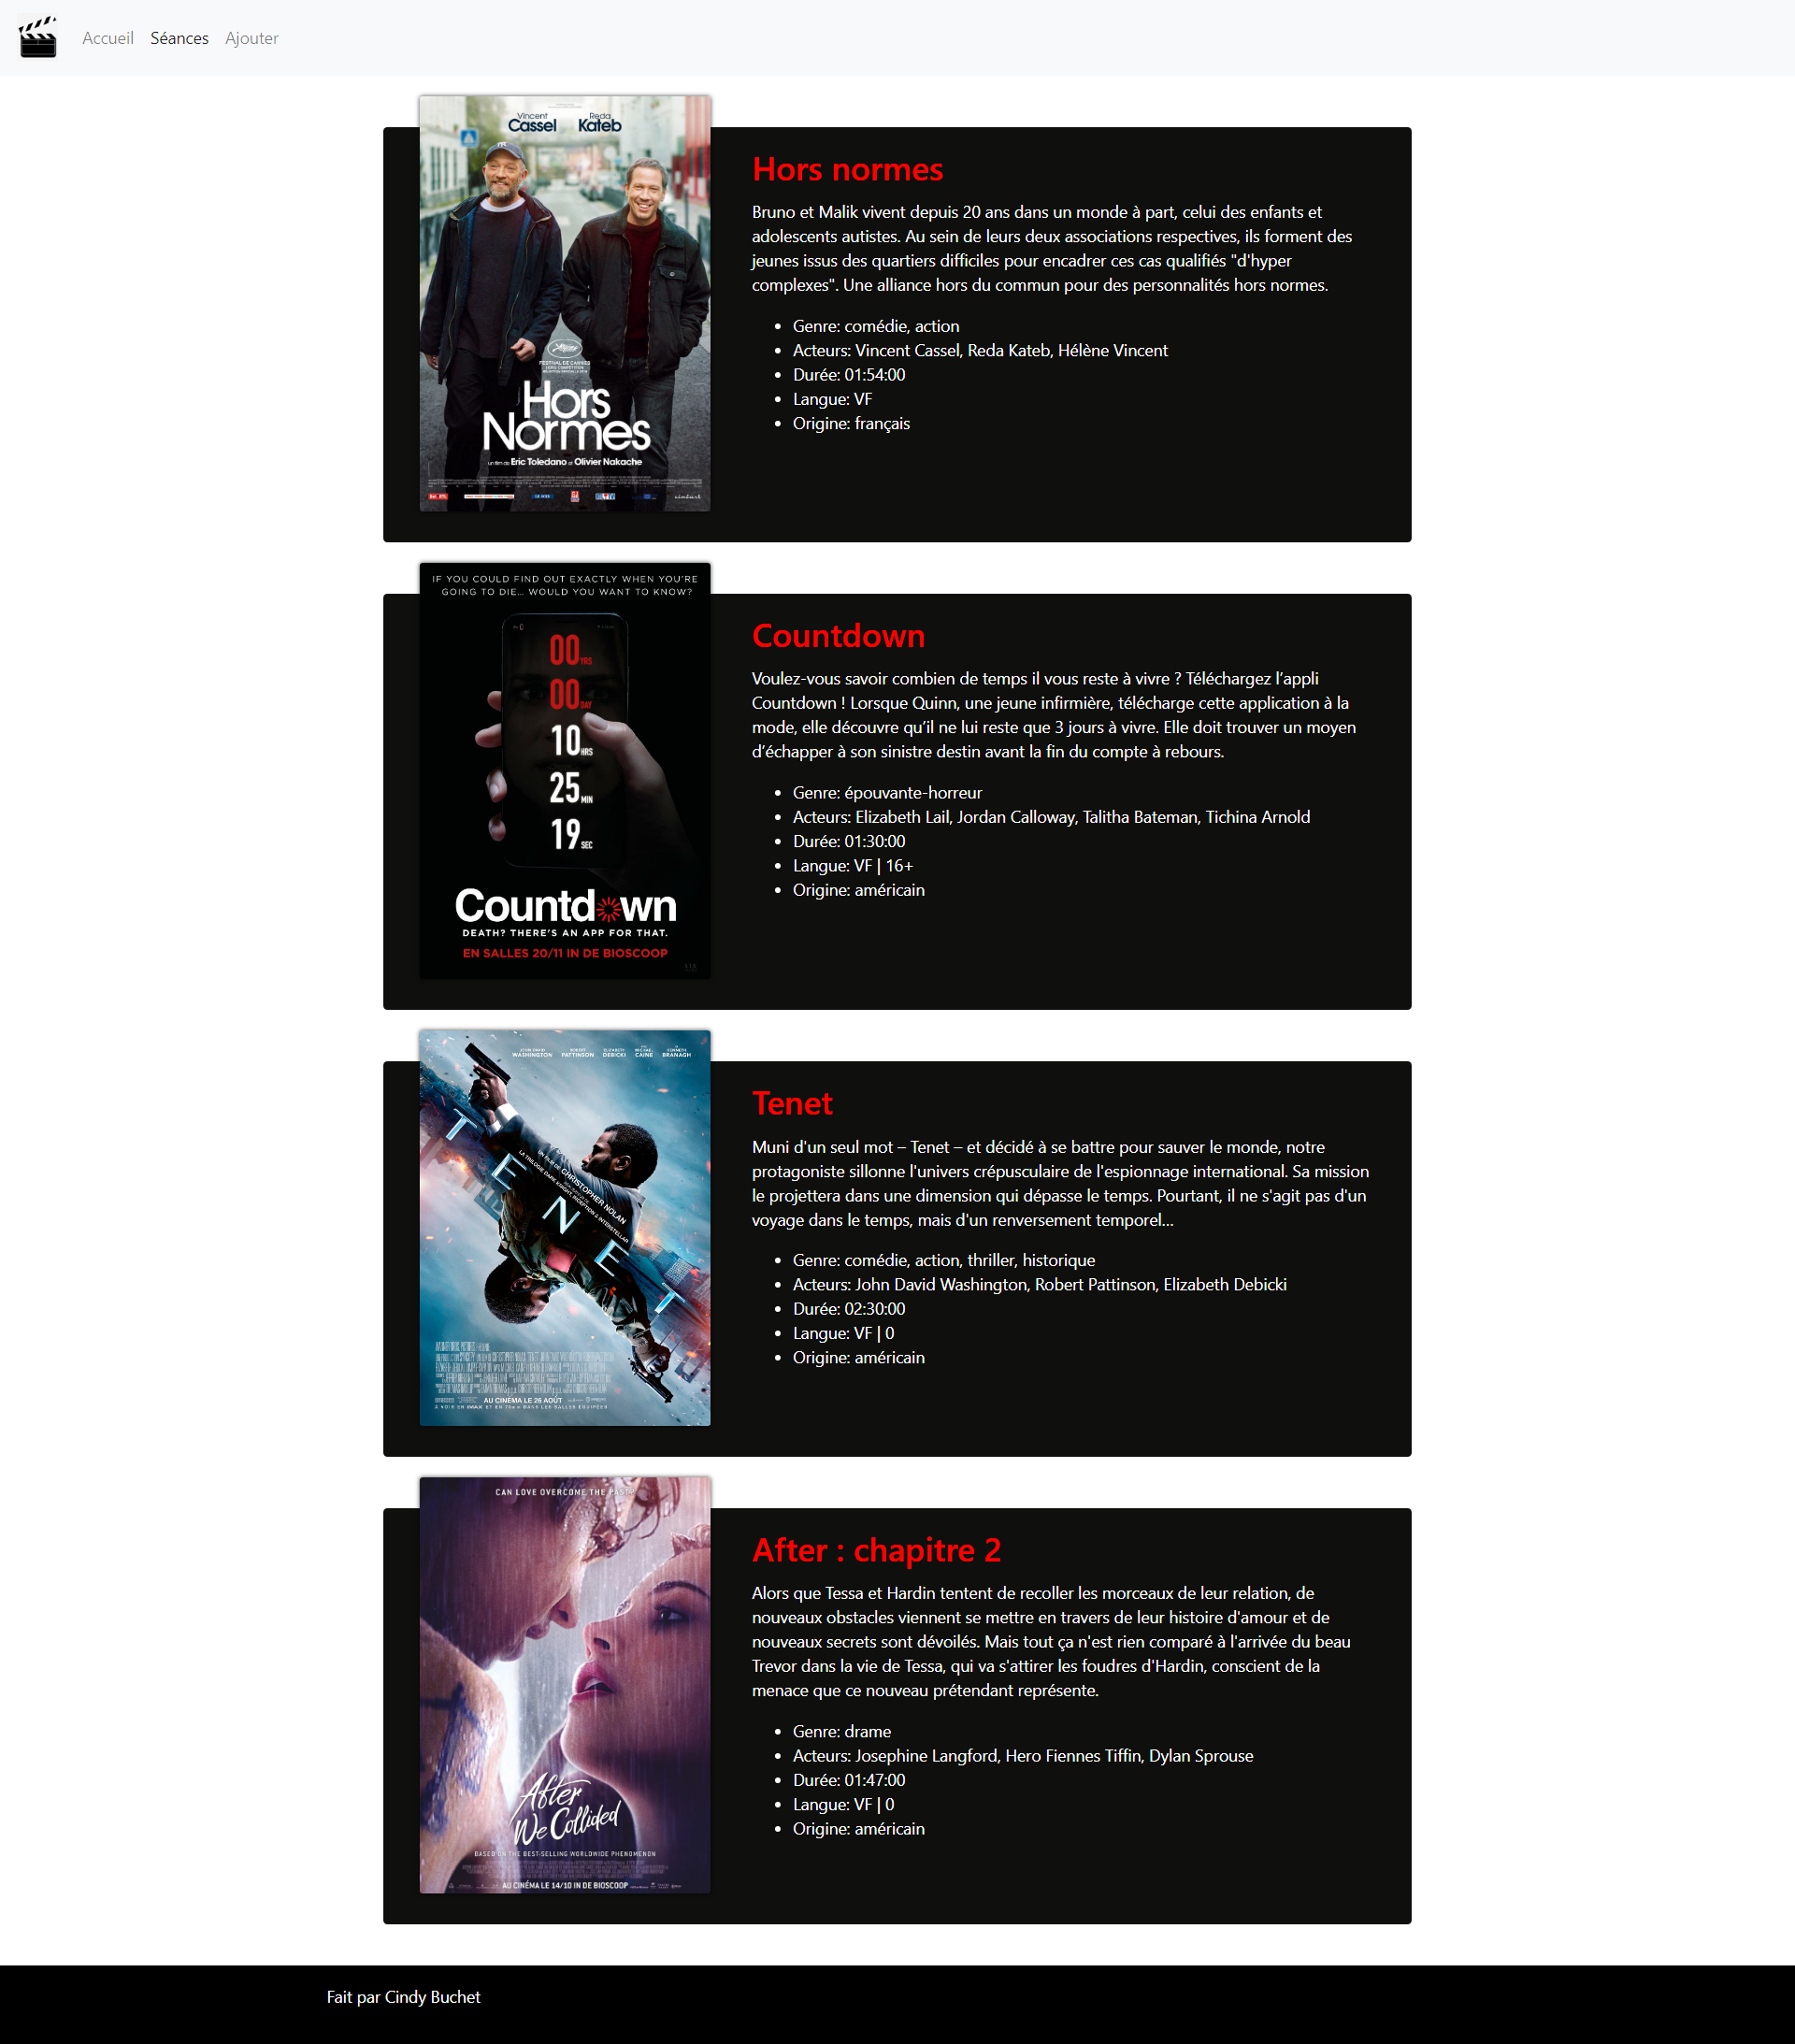 Accueil Séances Ajouter
Vincent Cassel
Reda Kateb
FESTIVAL DE CANNES
Hors Normes
un film de Eric Toledano et Olivier Nakache
Hors normes
Bruno et Malik vivent depuis 20 ans dans un monde à part, celui des enfants et
adolescents autistes. Au sein de leurs deux associations respectives, ils forment des
jeunes issus des quartiers difficiles pour encadrer ces cas qualifiés "d'hyper
complexes". Une alliance hors du commun pour des personnalités hors normes.
Genre: comédie, action
Acteurs: Vincent Cassel, Reda Kateb, Hélène Vincent
Durée: 01:54:00
Langue: VF
Origine: français
IF YOU COULD FIND OUT EXACTLY WHEN YOU'RE
GOING TO DIE... WOULD YOU WANT TO KNOW?
00 YRS
00 DAY
10 HRS
25 MIN
19 SEC
Countdown
DEATH? THERE'S AN APP FOR THAT.
EN SALLES 20/11 IN DE BIOSCOOP
Countdown
Voulez-vous savoir combien de temps il vous reste à vivre ? Téléchargez l’appli
Countdown ! Lorsque Quinn, une jeune infirmière, télécharge cette application à la
mode, elle découvre qu’il ne lui reste que 3 jours à vivre. Elle doit trouver un moyen
d’échapper à son sinistre destin avant la fin du compte à rebours.
Genre: épouvante-horreur
Acteurs: Elizabeth Lail, Jordan Calloway, Talitha Bateman, Tichina Arnold
Durée: 01:30:00
Langue: VF | 16+
Origine: américain
JOHN DAVID WASHINGTON
ROBERT PATTINSON
ELIZABETH DEBICKI
MICHAEL CAINE
KENNETH BRANAGH
TENET
UN FILM DE CHRISTOPHER NOLAN
LA TRILOGIE DARK KNIGHT, INCEPTION & INTERSTELLAR
AU CINÉMA LE 26 AOÛT
À VOIR EN IMAX ET EN 70mm DANS LES SALLES ÉQUIPÉES
Tenet
Muni d'un seul mot – Tenet – et décidé à se battre pour sauver le monde, notre
protagoniste sillonne l'univers crépusculaire de l'espionnage international. Sa mission
le projettera dans une dimension qui dépasse le temps. Pourtant, il ne s'agit pas d'un
voyage dans le temps, mais d'un renversement temporel...
Genre: comédie, action, thriller, historique
Acteurs: John David Washington, Robert Pattinson, Elizabeth Debicki
Durée: 02:30:00
Langue: VF | 0
Origine: américain
CAN LOVE OVERCOME THE PAST?
After
We Collided
BASED ON THE BEST-SELLING WORLDWIDE PHENOMENON
AU CINÉMA LE 14/10 IN DE BIOSCOOP
After : chapitre 2
Alors que Tessa et Hardin tentent de recoller les morceaux de leur relation, de
nouveaux obstacles viennent se mettre en travers de leur histoire d'amour et de
nouveaux secrets sont dévoilés. Mais tout ça n'est rien comparé à l'arrivée du beau
Trevor dans la vie de Tessa, qui va s'attirer les foudres d'Hardin, conscient de la
menace que ce nouveau prétendant représente.
Genre: drame
Acteurs: Josephine Langford, Hero Fiennes Tiffin, Dylan Sprouse
Durée: 01:47:00
Langue: VF | 0
Origine: américain
Fait par Cindy Buchet